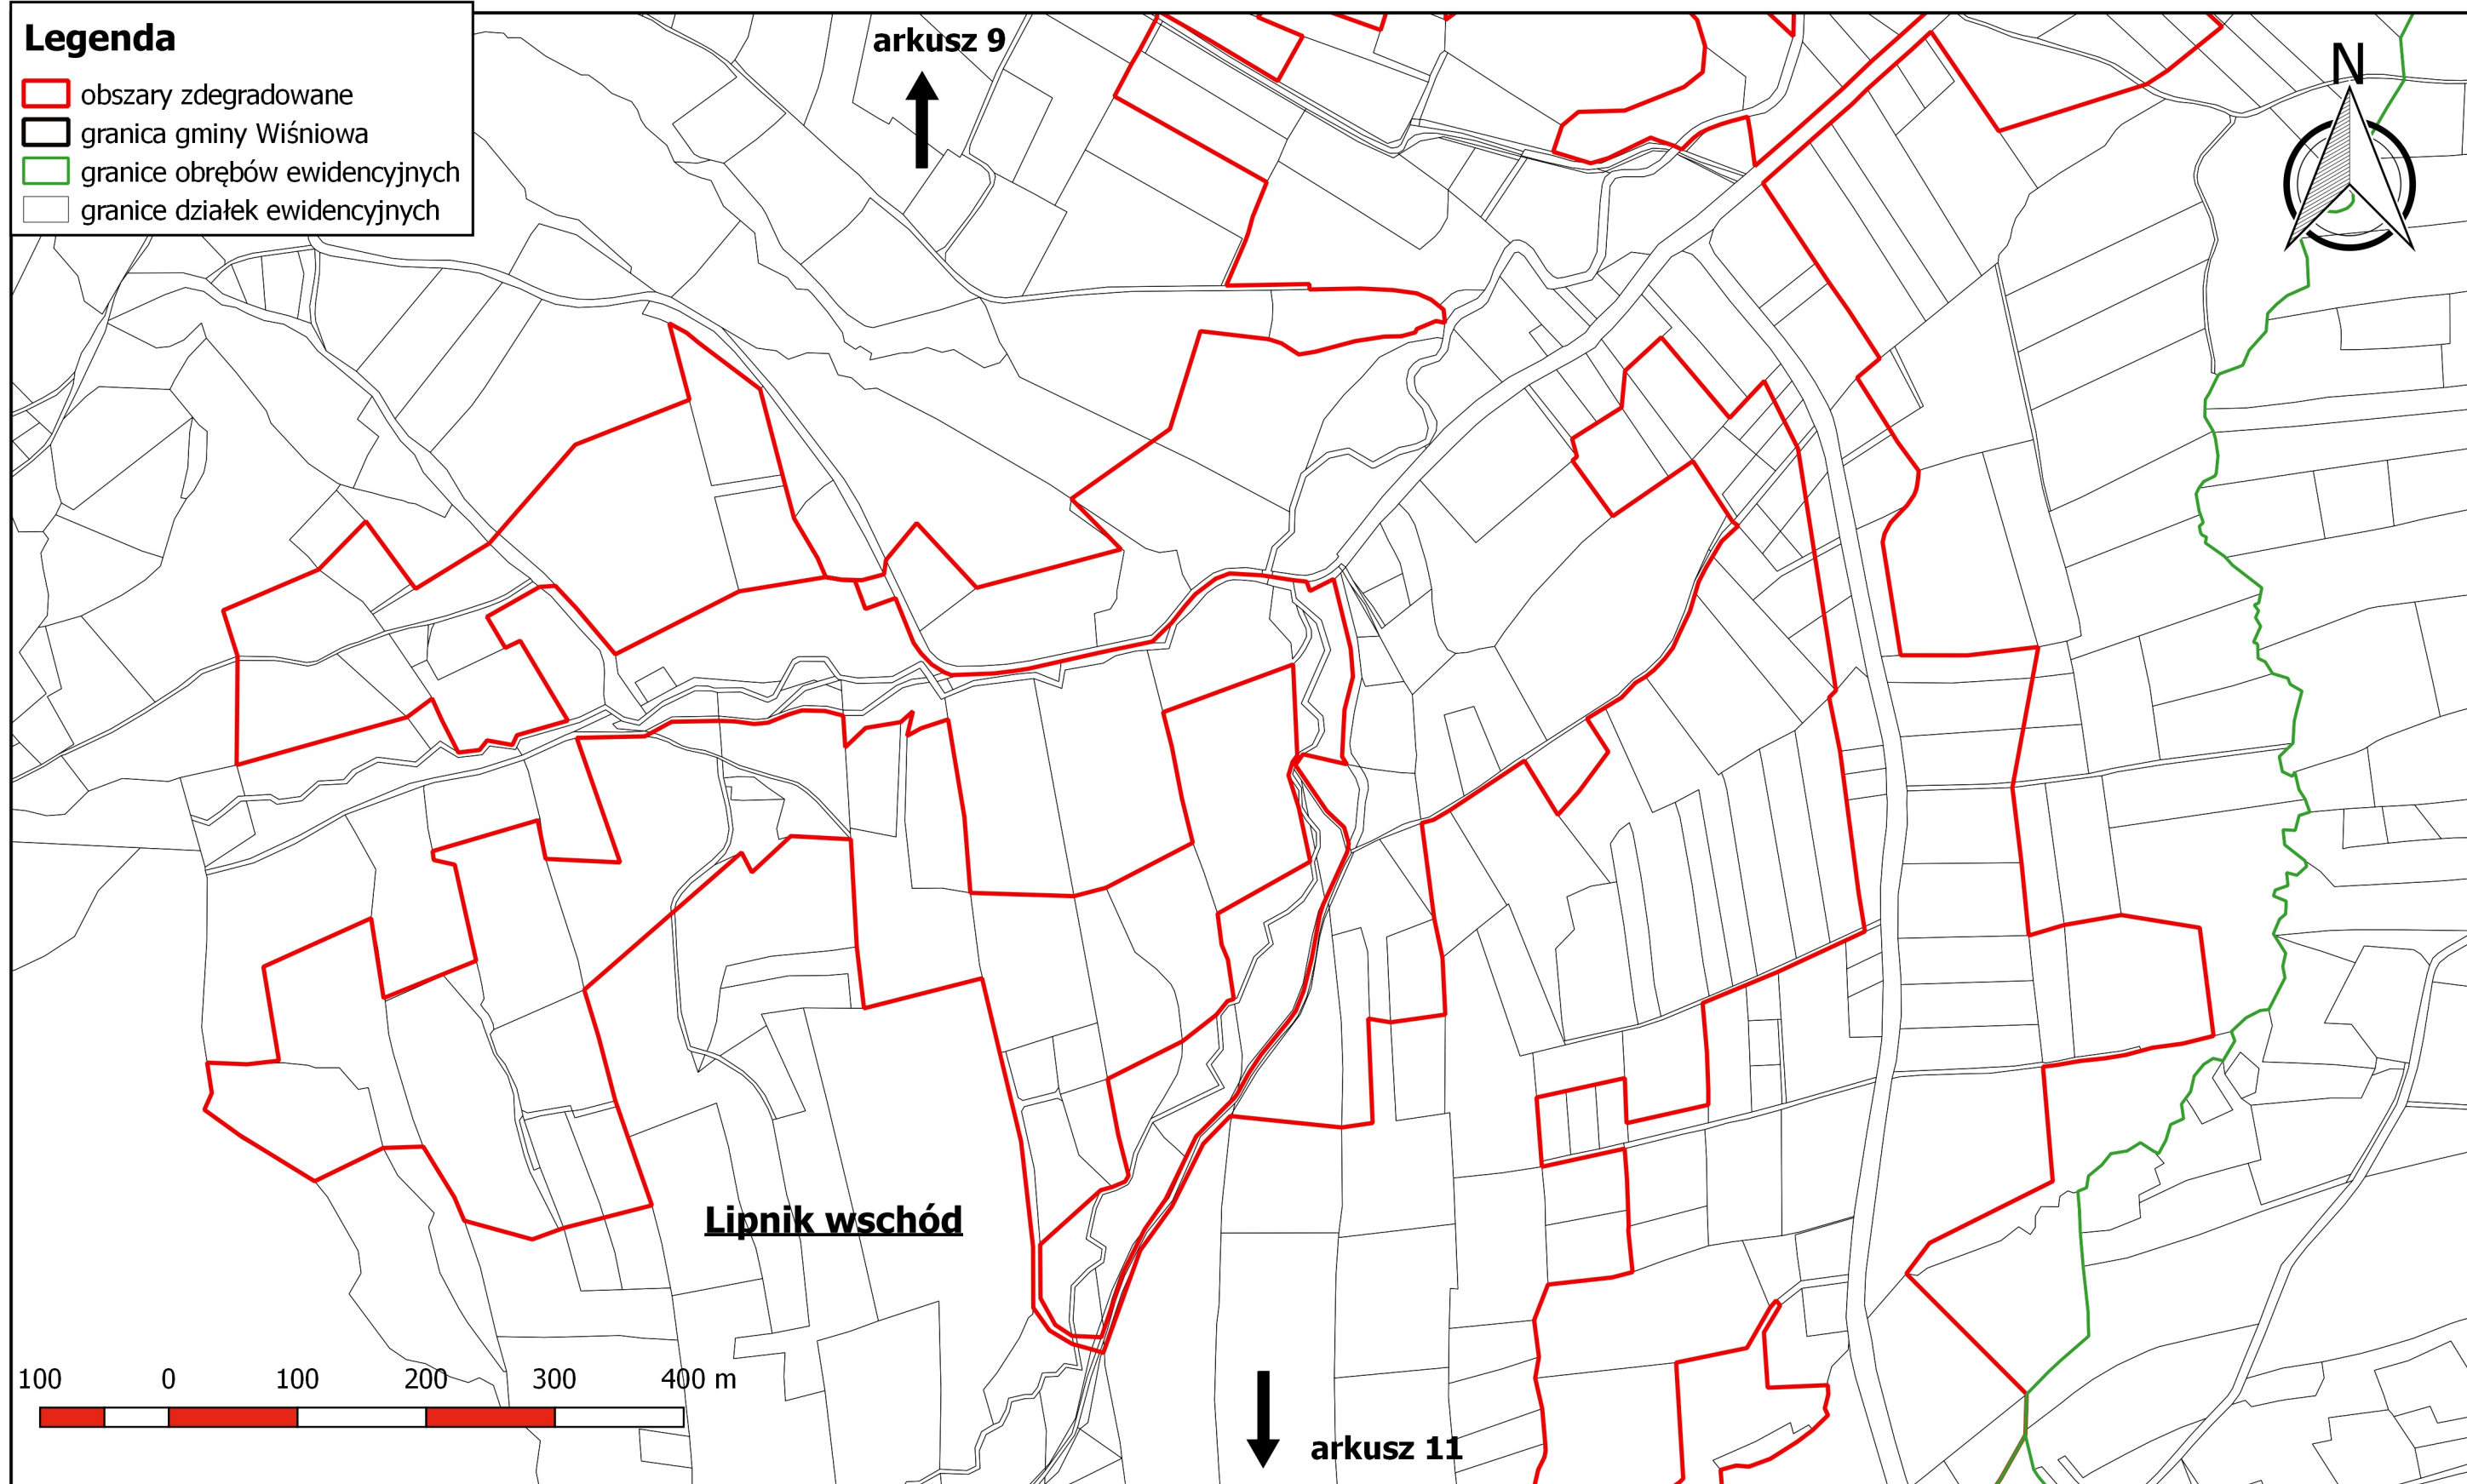 Legenda
obszary zdegradowane
granica gminy Wiśniowa
granice obrębów ewidencyjnych
granice działek ewidencyjnych
arkusz 9
N
Lipnik wschód
100 0 100 200 300 400 m
arkusz 11